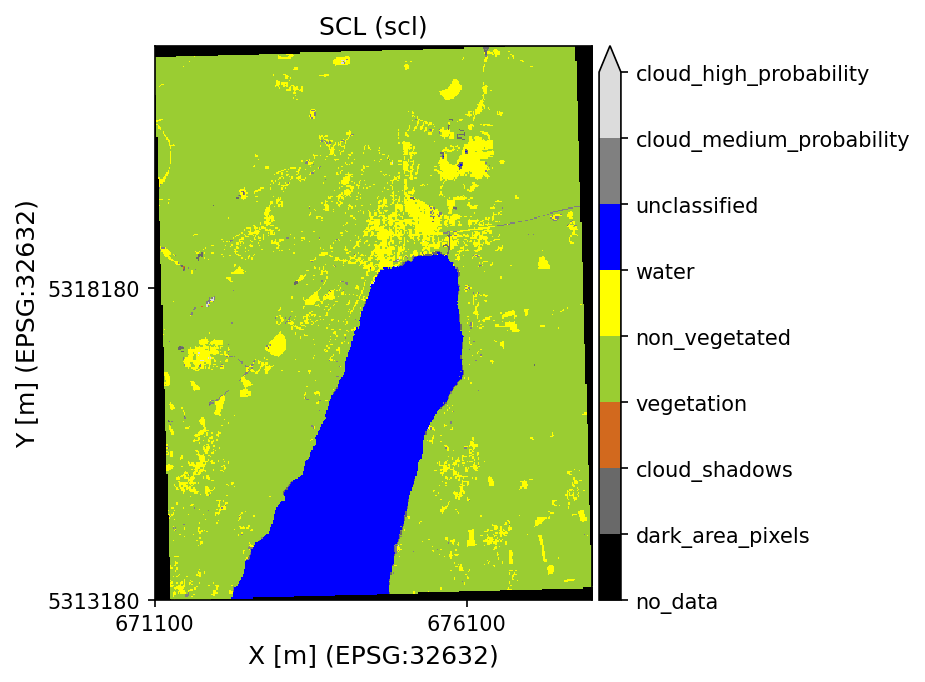 SCL (scl)
cloud_high_probability
cloud_medium_probability
unclassified
water
non_vegetated
vegetation
cloud_shadows
dark_area_pixels
no_data
Y [m] (EPSG:32632)
5318180
5313180
671100
676100
X [m] (EPSG:32632)